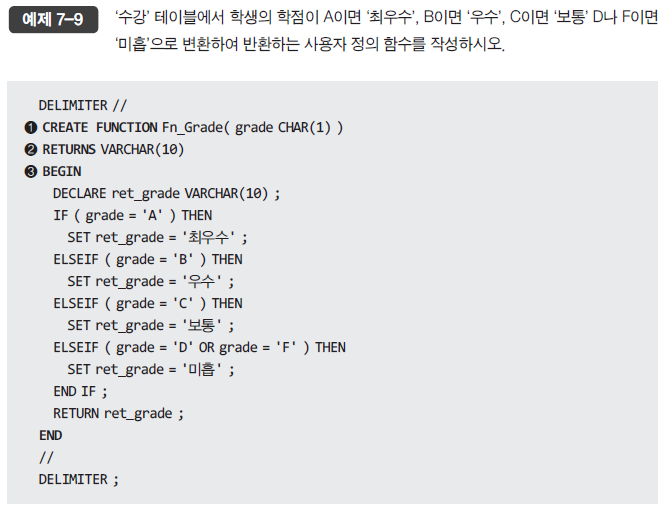 예제 7-9 '수강' 테이블에서 학생의 학점이 A이면 '최우수', B이면 '우수', C이면 '보통' D나 F이면
'미흡'으로 변환하여 반환하는 사용자 정의 함수를 작성하시오.
DELIMITER //
❶ CREATE FUNCTION Fn_Grade( grade CHAR(1) )
❷ RETURNS VARCHAR(10)
❸ BEGIN
DECLARE ret_grade VARCHAR(10) ;
IF ( grade = 'A' ) THEN
SET ret_grade = '최우수' ;
ELSEIF ( grade = 'B' ) THEN
SET ret_grade = '우수' ;
ELSEIF ( grade = 'C' ) THEN
SET ret_grade = '보통' ;
ELSEIF ( grade = 'D' OR grade = 'F' ) THEN
SET ret_grade = '미흡' ;
END IF ;
RETURN ret_grade ;
END
//
DELIMITER ;